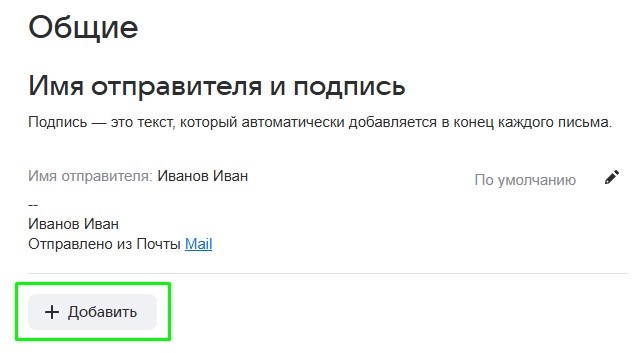 Общие
Имя отправителя и подпись
Подпись — это текст, который автоматически добавляется в конец каждого письма.
Имя отправителя: Иванов Иван
По умолчанию
--
Иванов Иван
Отправлено из Почты Mail
+ Добавить